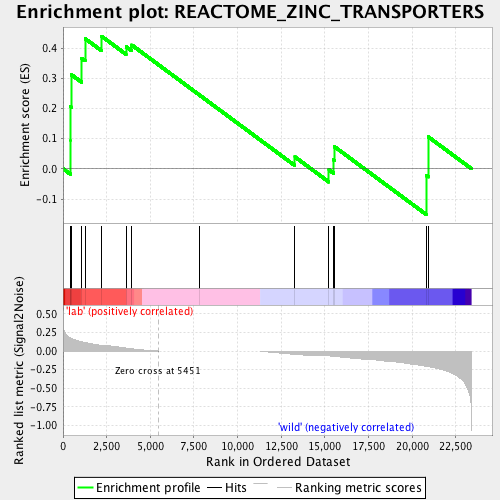 Enrichment plot: REACTOME_ZINC_TRANSPORTERS
Enrichment score (ES)
0.4
0.3
0.2
0.1
0.0
-0.1
'lab' (positively correlated)
Ranked list metric (Signal2Noise)
0.50
0.25
0.00
-0.25
-0.50
-0.75
-1.00
Zero cross at 5451
'wild' (negatively correlated)
0
2,500
5,000
7,500
10,000
12,500
15,000
17,500
20,000
22,500
Rank in Ordered Dataset
Enrichment profile
Hits
Ranking metric scores